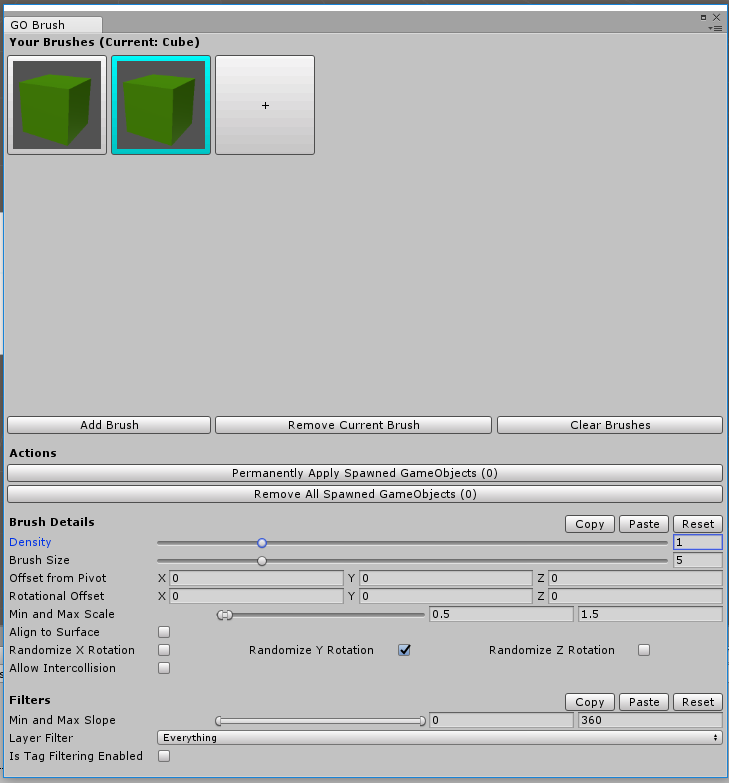 GO Brush
Your Brushes (Current: Cube)
+
Add Brush Remove Current Brush Clear Brushes
Actions
Permanently Apply Spawned GameObjects (0)
Remove All Spawned GameObjects (0)
Brush Details Copy Paste Reset
Density 1
Brush Size 5
Offset from Pivot X 0 Y 0 Z 0
Rotational Offset X 0 Y 0 Z 0
Min and Max Scale 0.5 1.5
Align to Surface
Randomize X Rotation Randomize Y Rotation Randomize Z Rotation
Allow Intercollision
Filters Copy Paste Reset
Min and Max Slope 0 360
Layer Filter Everything
Is Tag Filtering Enabled